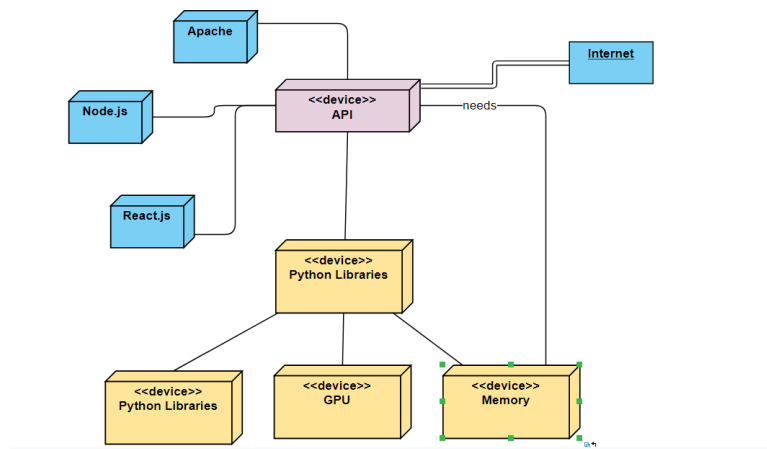 Apache
Internet
<<device>>
API
needs
Node.js
React.js
<<device>>
Python Libraries
<<device>>
Python Libraries
<<device>>
GPU
<<device>>
Memory